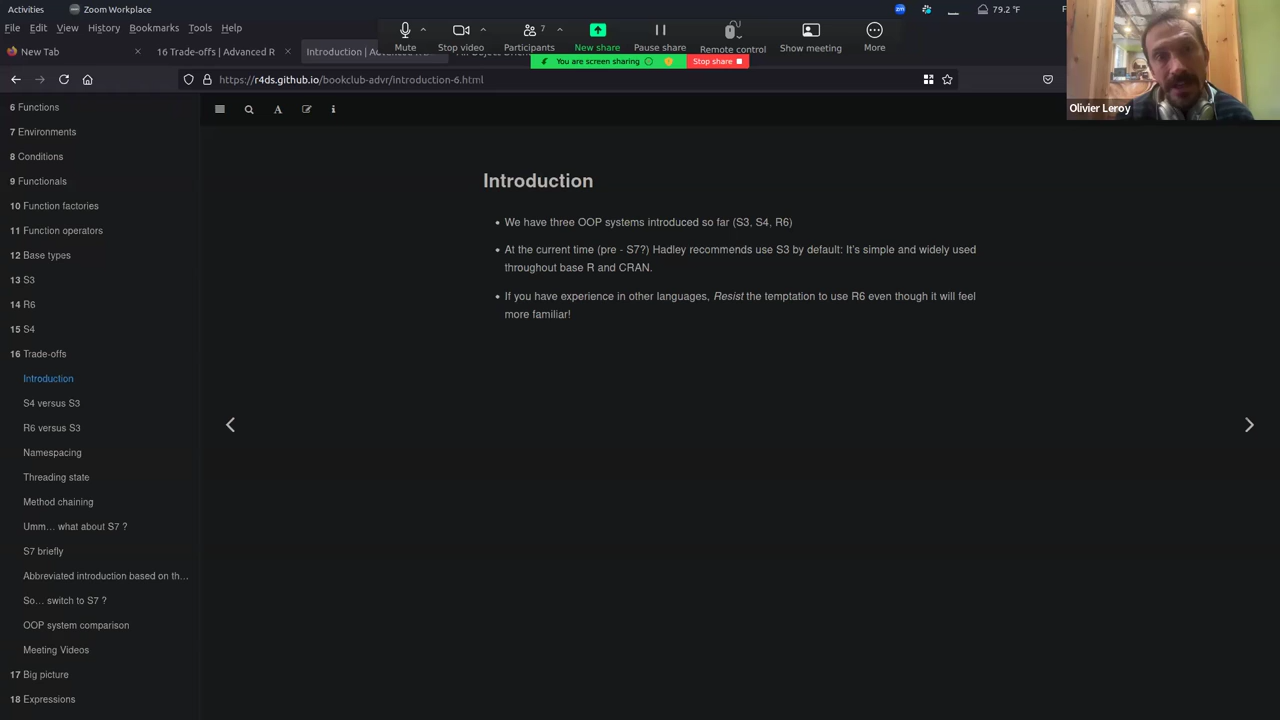 Activities
Zoom Workplace
79.2 °F
File Edit View History Bookmarks Tools Help
7
Mute
Stop video
Participants
New share
Pause share
Remote control
Show meeting
More
New Tab
16 Trade-offs | Advanced R
Introduction |
You are screen sharing
Stop share
https://r4ds.github.io/bookclub-advr/introduction-6.html
Olivier Leroy
6 Functions
7 Environments
8 Conditions
9 Functionals
10 Function factories
11 Function operators
12 Base types
13 S3
14 R6
15 S4
16 Trade-offs
Introduction
S4 versus S3
R6 versus S3
Namespacing
Threading state
Method chaining
Umm… what about S7 ?
S7 briefly
Abbreviated introduction based on th…
So… switch to S7 ?
OOP system comparison
Meeting Videos
17 Big picture
18 Expressions
Introduction
• We have three OOP systems introduced so far (S3, S4, R6)
• At the current time (pre - S7?) Hadley recommends use S3 by default: It's simple and widely used
throughout base R and CRAN.
• If you have experience in other languages, Resist the temptation to use R6 even though it will feel
more familiar!